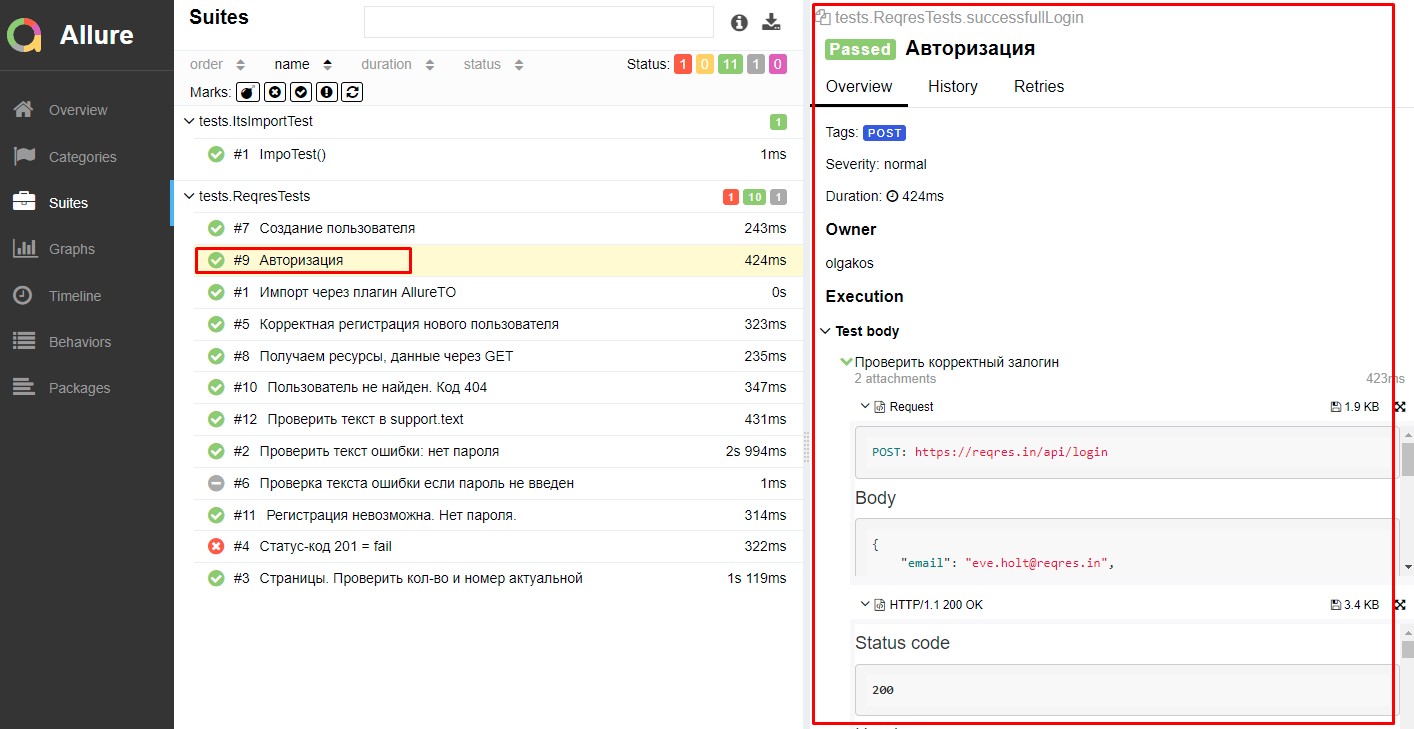 Allure
Overview
Categories
Suites
Graphs
Timeline
Behaviors
Packages
Suites
order name duration status Status: 1 0 11 1 0
Marks:
tests.ItsImportTest 1
#1 ImpoTest() 1ms
tests.ReqresTests 1 10 1
#7 Создание пользователя 243ms
#9 Авторизация 424ms
#1 Импорт через плагин AllureTO 0s
#5 Корректная регистрация нового пользователя 323ms
#8 Получаем ресурсы, данные через GET 235ms
#10 Пользователь не найден. Код 404 347ms
#12 Проверить текст в support.text 431ms
#2 Проверить текст ошибки: нет пароля 2s 994ms
#6 Проверка текста ошибки если пароль не введен 1ms
#11 Регистрация невозможна. Нет пароля. 314ms
#4 Статус-код 201 = fail 322ms
#3 Страницы. Проверить кол-во и номер актуальной 1s 119ms
tests.ReqresTests.successfullLogin
Passed Авторизация
Overview History Retries
Tags: POST
Severity: normal
Duration: 424ms
Owner
olgakos
Execution
Test body
Проверить корректный залогин
2 attachments 423ms
Request 1.9 KB
POST: https://reqres.in/api/login
Body
{
"email": "eve.holt@reqres.in",
HTTP/1.1 200 OK 3.4 KB
Status code
200